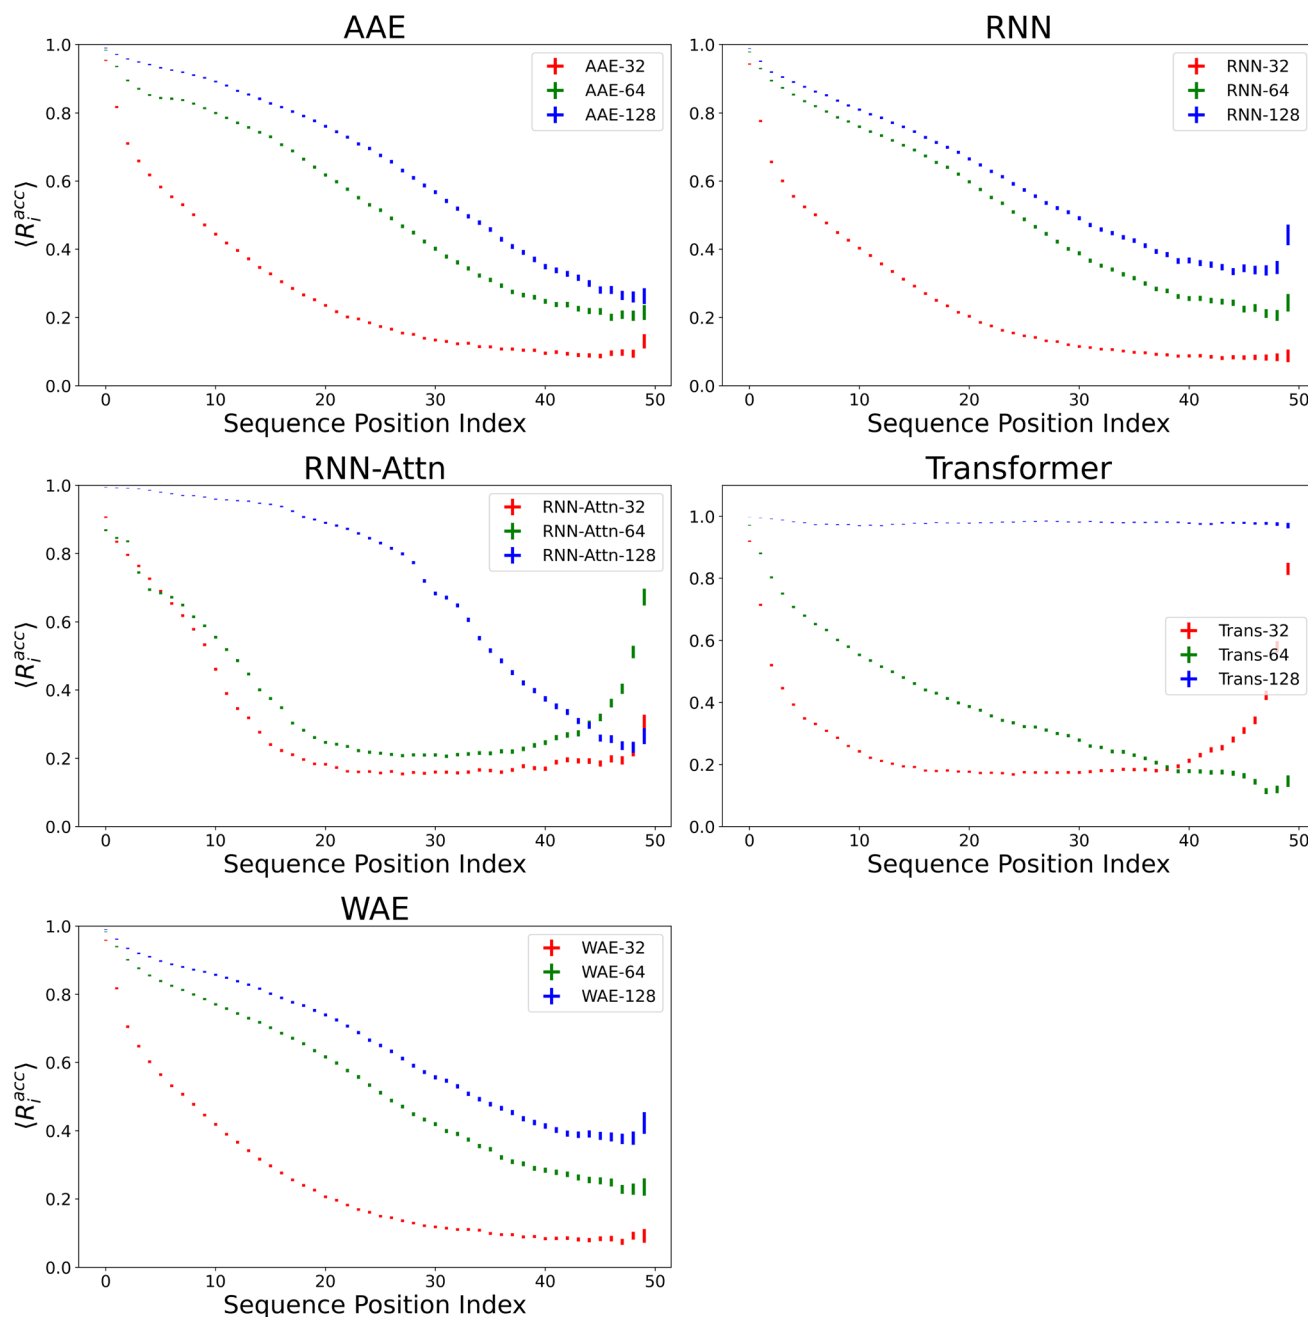 AAE
1.0
0.8
0.6
0.4
0.2
0.0
⟨R_i^{acc}⟩
AAE-32
AAE-64
AAE-128
0 10 20 30 40 50
Sequence Position Index
RNN
1.0
0.8
0.6
0.4
0.2
0.0
RNN-32
RNN-64
RNN-128
0 10 20 30 40 50
Sequence Position Index
RNN-Attn
1.0
0.8
0.6
0.4
0.2
0.0
⟨R_i^{acc}⟩
RNN-Attn-32
RNN-Attn-64
RNN-Attn-128
0 10 20 30 40 50
Sequence Position Index
Transformer
1.0
0.8
0.6
0.4
0.2
0.0
Trans-32
Trans-64
Trans-128
0 10 20 30 40 50
Sequence Position Index
WAE
1.0
0.8
0.6
0.4
0.2
0.0
⟨R_i^{acc}⟩
WAE-32
WAE-64
WAE-128
0 10 20 30 40 50
Sequence Position Index